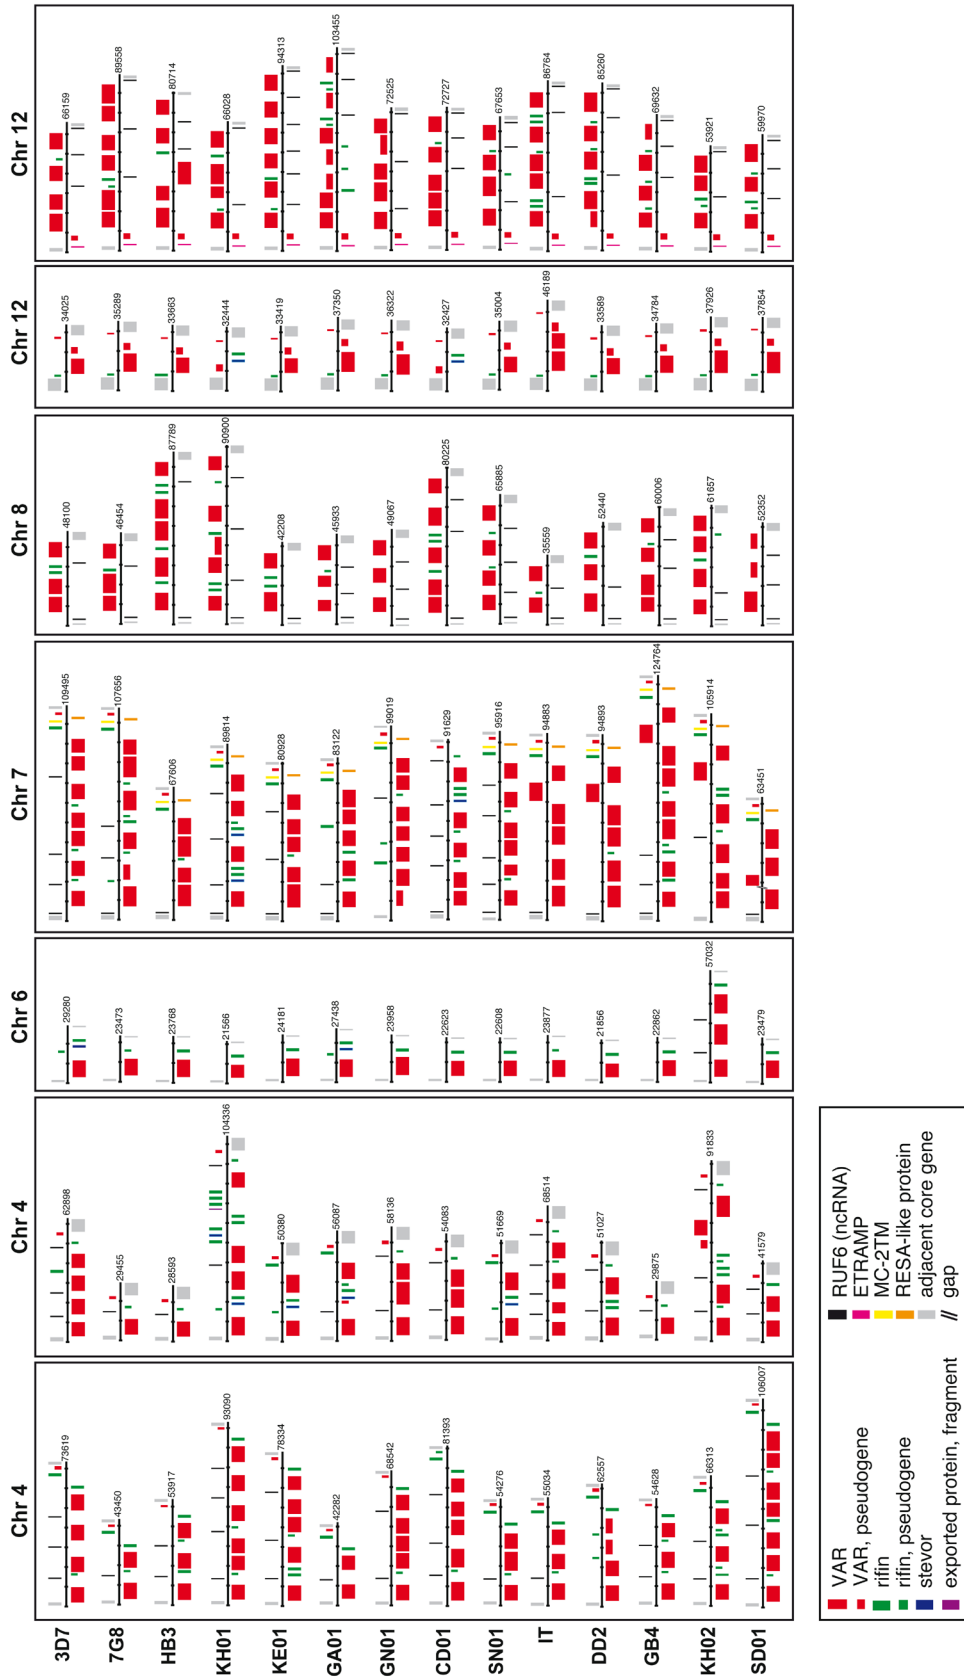 Chr 4 Chr 4 Chr 6 Chr 7 Chr 8 Chr 12 Chr 12
3D7 73619 62898 29280 109495 48100 34025 66159
7G8 43450 29455 23473 107656 46454 35289 89558
HB3 53917 28593 23768 67606 87789 33663 80714
KH01 93090 104336 21566 89814 90900 32444 66028
KE01 78334 50380 24181 80928 42208 33419 94313
GA01 42282 56087 27438 83122 45933 37350 103455
GN01 68542 58136 23958 99019 49067 36322 72525
CD01 81393 54083 22623 91629 80225 32427 72727
SN01 54276 51669 22608 95916 65885 35004 67653
IT 55034 68514 23877 94883 35559 46189 86764
DD2 62557 51027 21856 94893 52440 33589 85260
GB4 54628 29875 22862 124764 60006 34784 69632
KH02 66313 91833 57032 105914 61657 37926 53921
SD01 106007 41579 23479 63451 52352 37854 59970
VAR
VAR, pseudogene
rifin
rifin, pseudogene
stevor
exported protein, fragment
RUF6 (ncRNA)
ETRAMP
MC-2TM
RESA-like protein
adjacent core gene
// gap